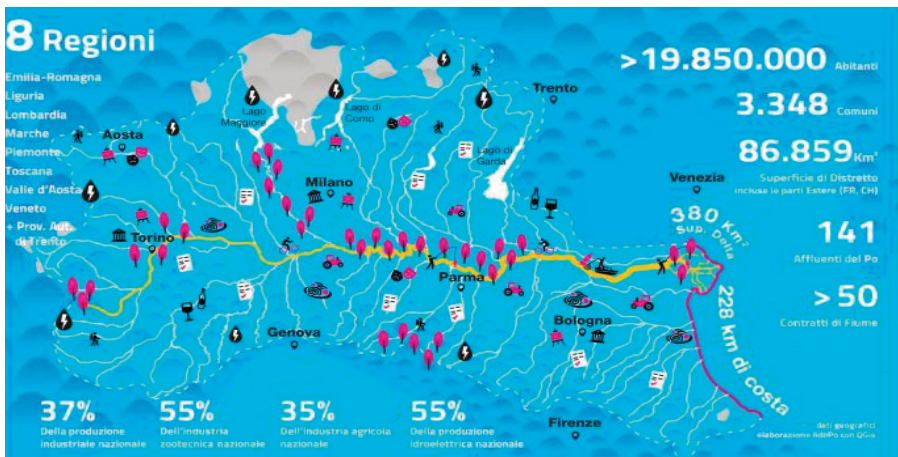 8 Regioni
Emilia-Romagna
Liguria
Lombardia
Marche
Piemonte
Toscana
Valle d'Aosta
Veneto
+ Prov. Aut.
di Trento
>19.850.000 Abitanti
3.348 Comuni
86.859 Km²
Superficie di Distretto
incluse le parti Estere (FR, CH)
141
Affluenti del Po
> 50
Contratti di Fiume
Trento
Lago
Maggiore
Lago di
Como
Aosta
Lago di
Garda
Milano
Venezia
380 Km²
Sup. Delta
Torino
Parma
228 km di costa
Genova
Bologna
Firenze
37%
Della produzione
industriale nazionale
55%
Dell'industria
zootecnica nazionale
35%
Dell'industria agricola
nazionale
55%
Della produzione
idroelettrica nazionale
dati geografici
elaborazione AdbPo con QGis